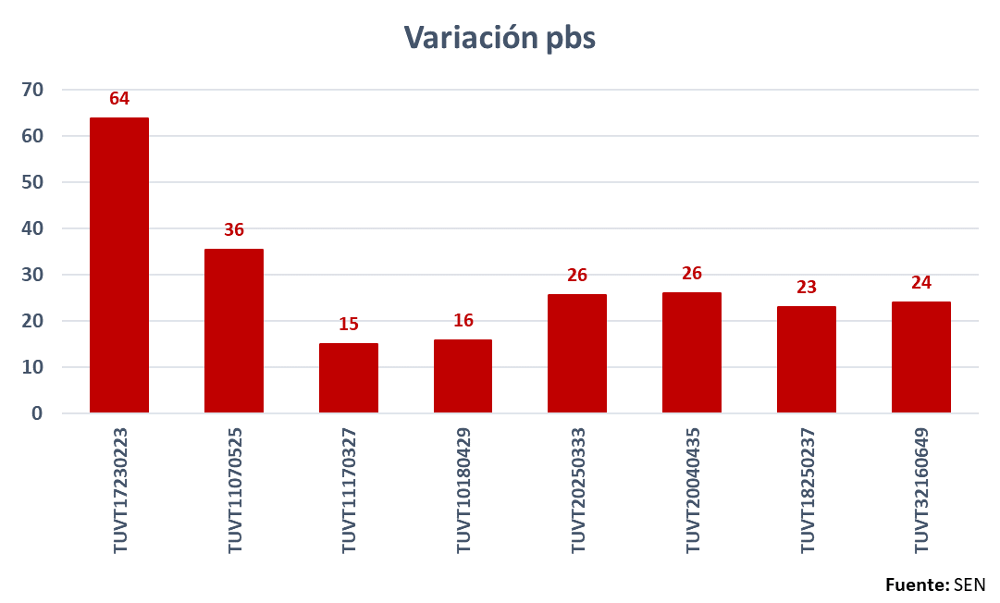 Variación pbs
70
60
50
40
30
20
10
0
64
36
15
16
26
26
23
24
TUVT17230223
TUVT11070525
TUVT11170327
TUVT10180429
TUVT20250333
TUVT20040435
TUVT18250237
TUVT32160649
Fuente: SEN